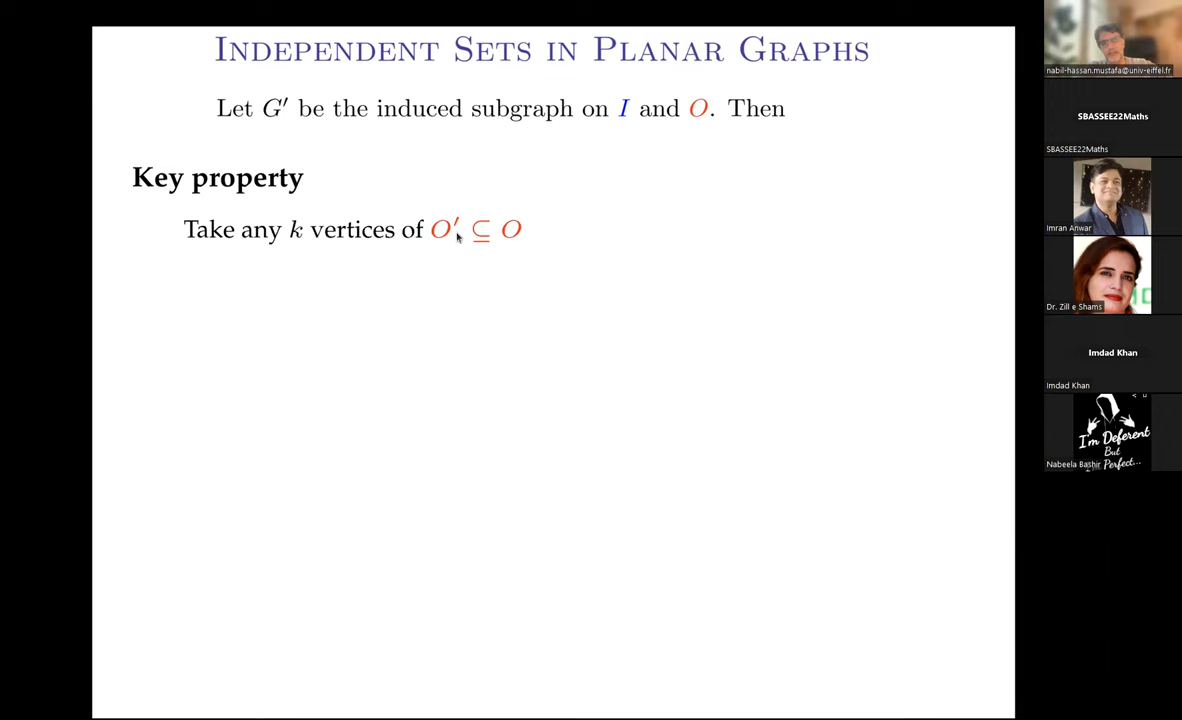 INDEPENDENT SETS IN PLANAR GRAPHS
Let G′ be the induced subgraph on I and O. Then
Key property
Take any k vertices of O′ ⊆ O
nabil-hassan.mustafa@univ-eiffel.fr
SBASSEE22Maths
SBASSEE22Maths
Imran Anwar
Dr. Zill e Shams
Imdad Khan
Imdad Khan
I'm Deferent
But
Perfect...
Nabeela Bashir